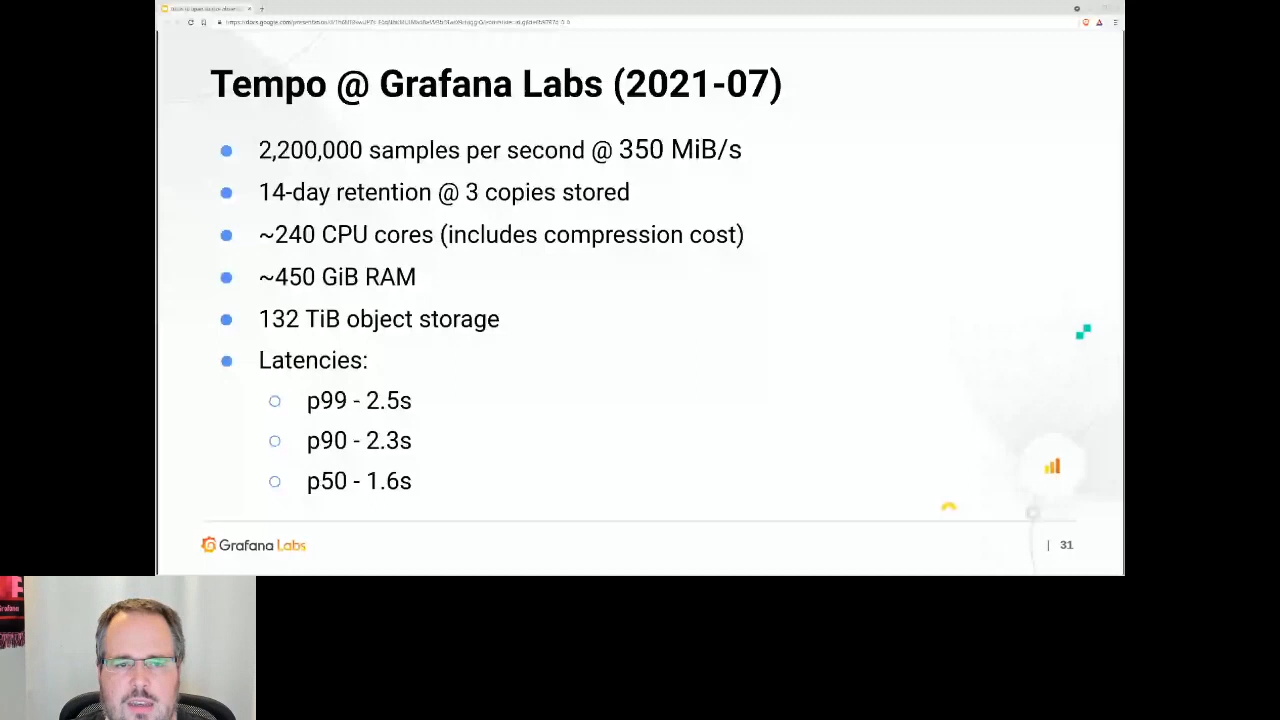 Tempo @ Grafana Labs (2021-07)
2,200,000 samples per second @ 350 MiB/s
14-day retention @ 3 copies stored
~240 CPU cores (includes compression cost)
~450 GiB RAM
132 TiB object storage
Latencies:
p99 - 2.5s
p90 - 2.3s
p50 - 1.6s
Grafana Labs
| 31
Grafana